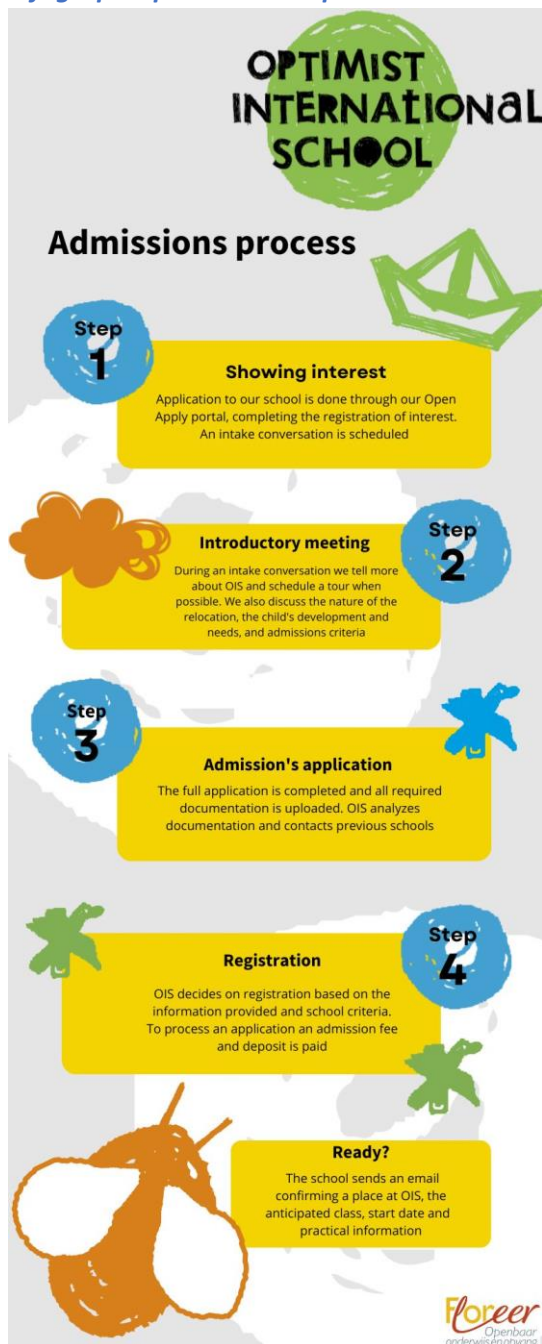 OPTIMIST
INTERNATIONAL
SCHOOL
Admissions process
Step
1
Showing interest
Application to our school is done through our Open
Apply portal, completing the registration of interest.
An intake conversation is scheduled
Step
2
Introductory meeting
During an intake conversation we tell more
about OIS and schedule a tour when
possible. We also discuss the nature of the
relocation, the child's development and
needs, and admissions criteria
Step
3
Admission's application
The full application is completed and all required
documentation is uploaded. OIS analyzes
documentation and contacts previous schools
Step
4
Registration
OIS decides on registration based on the
information provided and school criteria.
To process an application an admission fee
and deposit is paid
Ready?
The school sends an email
confirming a place at OIS, the
anticipated class, start date and
practical information
Floreer
Openbaar
onderwijs en opvang